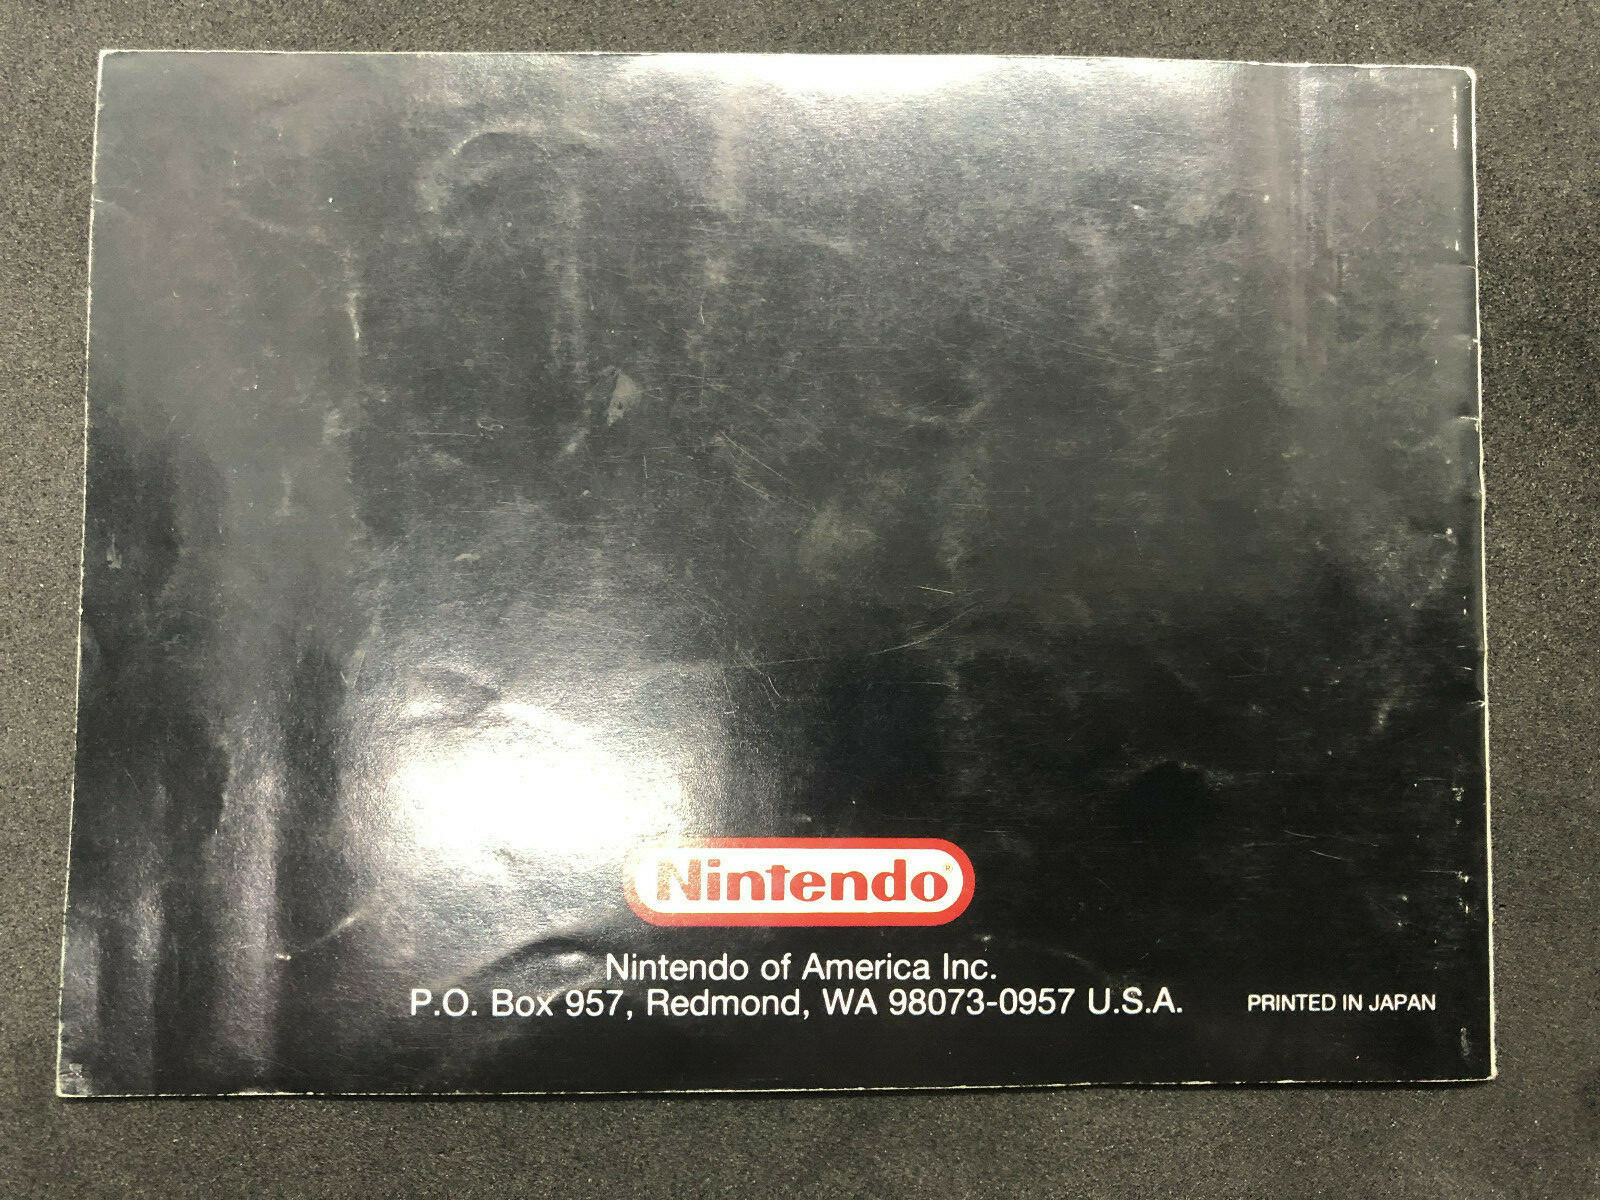 Nintendo®
Nintendo of America Inc.
P.O. Box 957, Redmond, WA 98073-0957 U.S.A.
PRINTED IN JAPAN